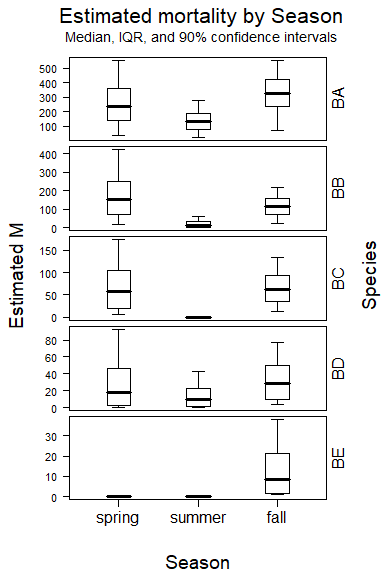 Estimated mortality by Season
Median, IQR, and 90% confidence intervals
500
400
300
200
100
BA
400
300
200
100
0
BB
150
100
50
0
BC
80
60
40
20
0
BD
30
20
10
0
BE
Estimated M
Species
spring summer fall
Season